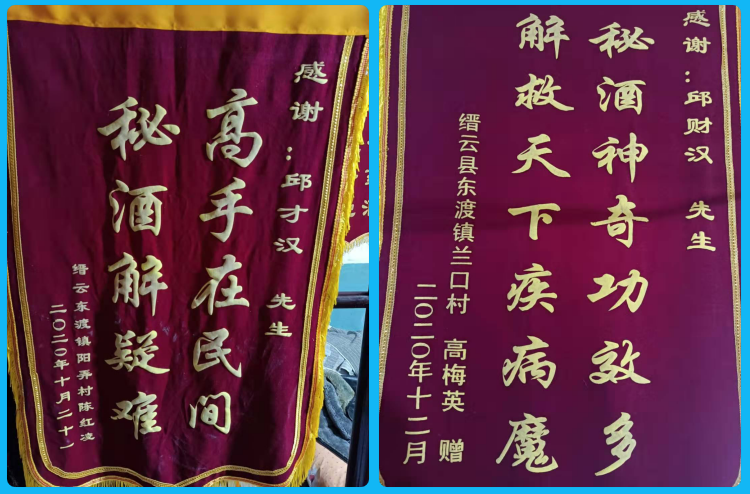 感谢：邱才汉 先生
高手在民间
秘酒解疑难
缙云东渡镇阳弄村陈红凌
二〇二〇年十月二十一
感谢：邱财汉 先生
秘酒神奇功效多
解救天下疾病魔
缙云县东渡镇兰口村 高梅英 赠
二〇二〇年十二月